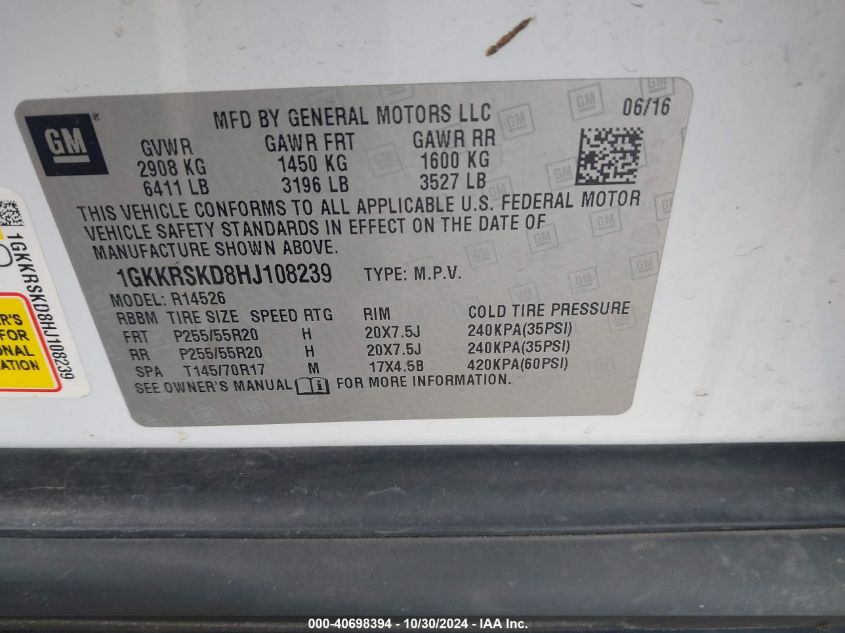 GM
MFD BY GENERAL MOTORS LLC 06/16
GVWR GAWR FRT GAWR RR
2908 KG 1450 KG 1600 KG
6411 LB 3196 LB 3527 LB
THIS VEHICLE CONFORMS TO ALL APPLICABLE U.S. FEDERAL MOTOR
VEHICLE SAFETY STANDARDS IN EFFECT ON THE DATE OF
MANUFACTURE SHOWN ABOVE.
1GKKRSKD8HJ108239 TYPE: M.P.V.
MODEL: R14526
RBBM TIRE SIZE SPEED RTG RIM COLD TIRE PRESSURE
FRT P255/55R20 H 20X7.5J 240KPA(35PSI)
RR P255/55R20 H 20X7.5J 240KPA(35PSI)
SPA T145/70R17 M 17X4.5B 420KPA(60PSI)
SEE OWNER'S MANUAL i FOR MORE INFORMATION.
1GKKRSKD8HJ108239
FOR
000-40698394 - 10/30/2024 - IAA Inc.